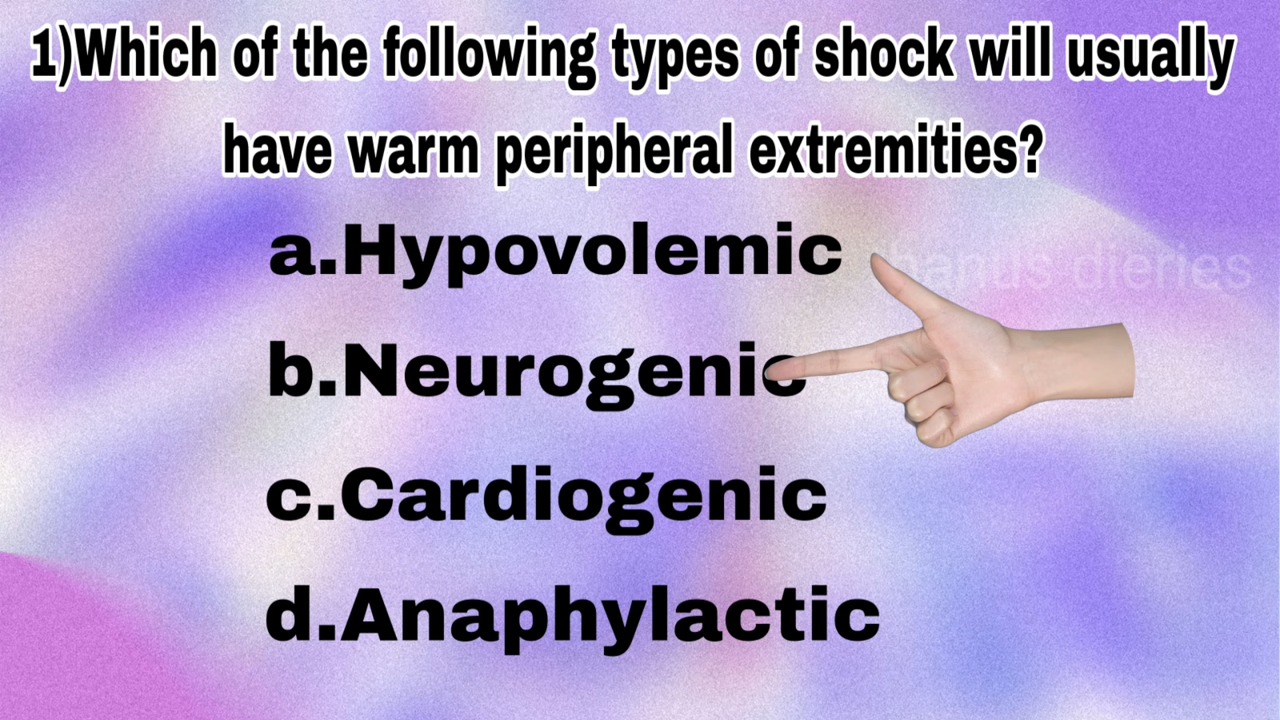 1)Which of the following types of shock will usually
have warm peripheral extremities?
a.Hypovolemic
b.Neurogenic
c.Cardiogenic
d.Anaphylactic